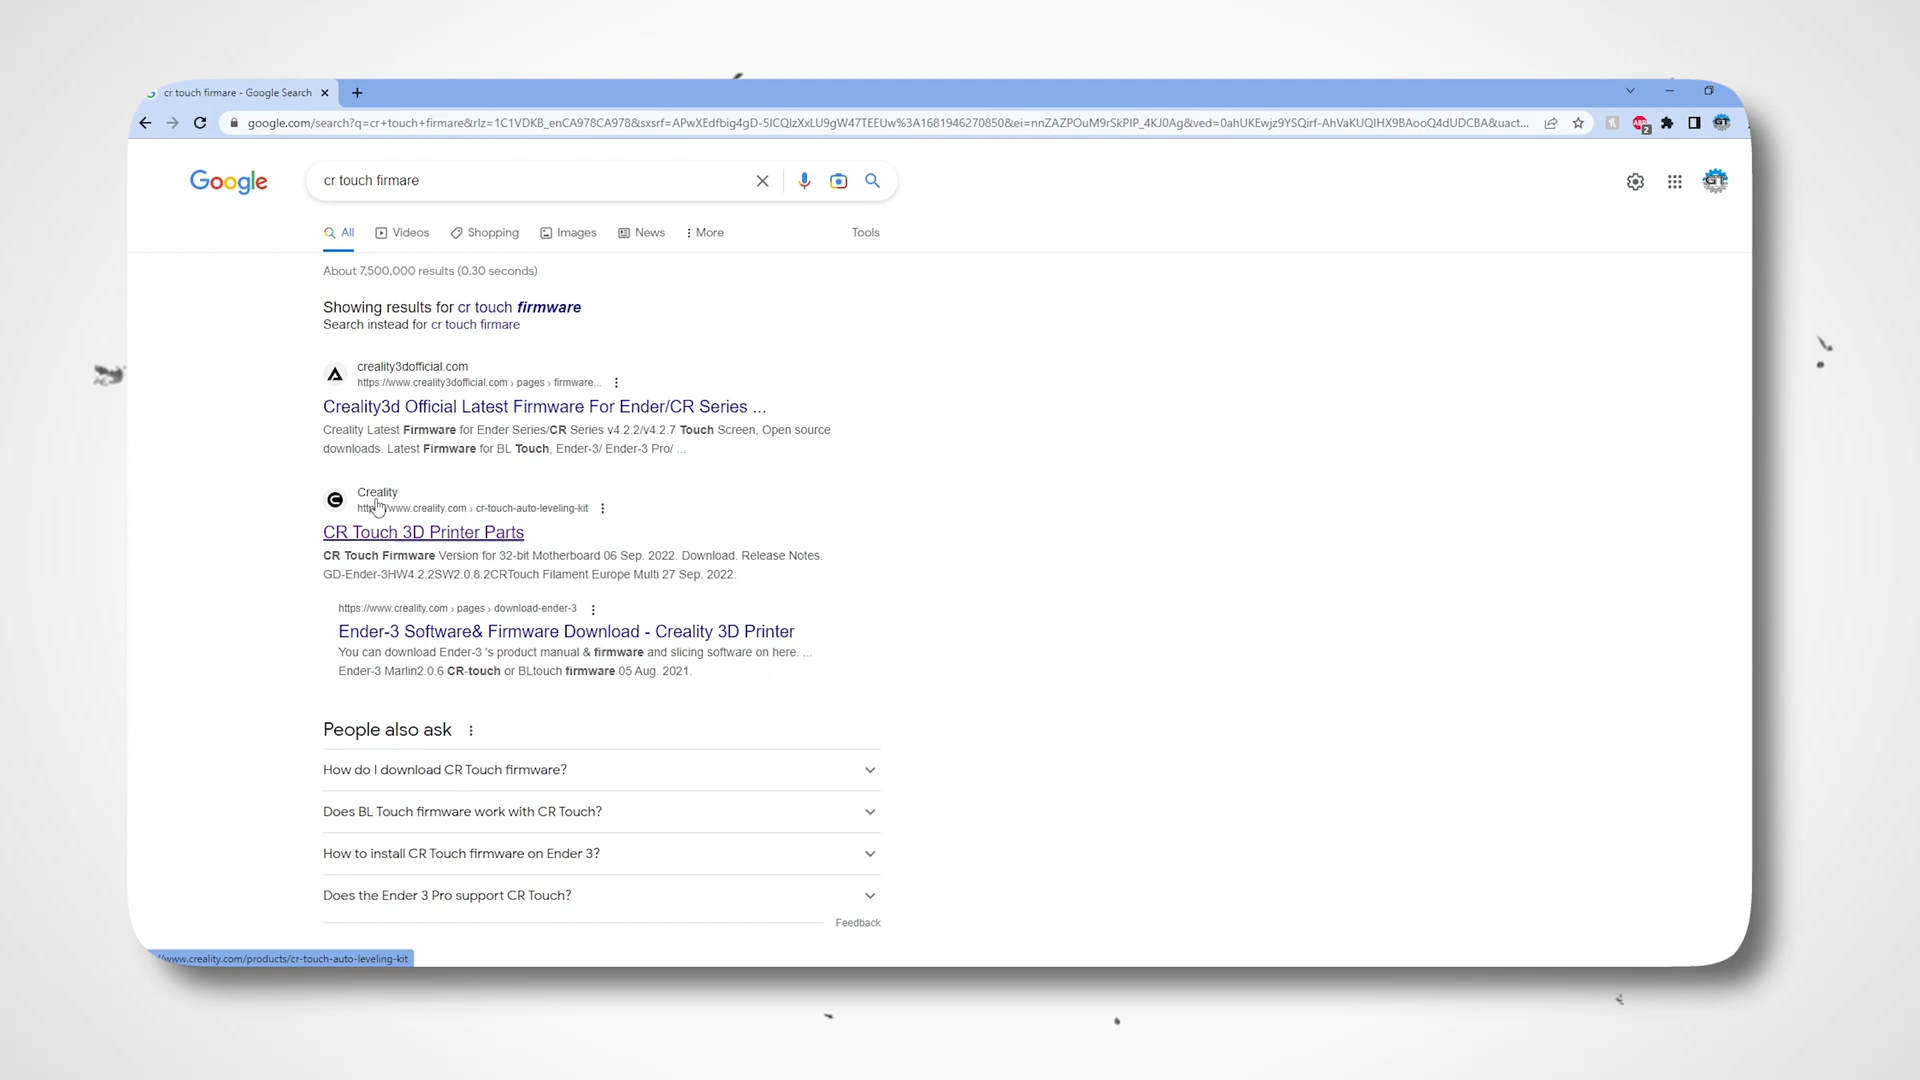 cr touch firmare - Google Search
google.com/search?q=cr+touch+firmare&rlz=1C1VDKB_enCA978CA978&sxsrf=APwXEdfbig4gD-5ICQIzXxLU9gW47TEEUw%3A1681946270850&ei=nnZAZPOuM9rSkPIP_4KJ0Ag&ved=0ahUKEwjz9YSQirf-AhVaKUQIHX9BAooQ4dUDCBA&uact...
ABP
2
GT
Google
cr touch firmare
GT
All
Videos
Shopping
Images
News
More
Tools
About 7,500,000 results (0.30 seconds)
Showing results for cr touch firmware
Search instead for cr touch firmare
creality3dofficial.com
https://www.creality3dofficial.com › pages › firmware...
Creality3d Official Latest Firmware For Ender/CR Series ...
Creality Latest Firmware for Ender Series/CR Series v4.2.2/v4.2.7 Touch Screen, Open source
downloads. Latest Firmware for BL Touch, Ender-3/ Ender-3 Pro/ ...
Creality
https://www.creality.com › cr-touch-auto-leveling-kit
CR Touch 3D Printer Parts
CR Touch Firmware Version for 32-bit Motherboard 06 Sep. 2022. Download. Release Notes.
GD-Ender-3HW4.2.2SW2.0.8.2CRTouch Filament Europe Multi 27 Sep. 2022.
https://www.creality.com › pages › download-ender-3
Ender-3 Software& Firmware Download - Creality 3D Printer
You can download Ender-3 's product manual & firmware and slicing software on here. ...
Ender-3 Marlin2.0.6 CR-touch or BLtouch firmware 05 Aug. 2021.
People also ask
How do I download CR Touch firmware?
Does BL Touch firmware work with CR Touch?
How to install CR Touch firmware on Ender 3?
Does the Ender 3 Pro support CR Touch?
Feedback
//www.creality.com/products/cr-touch-auto-leveling-kit